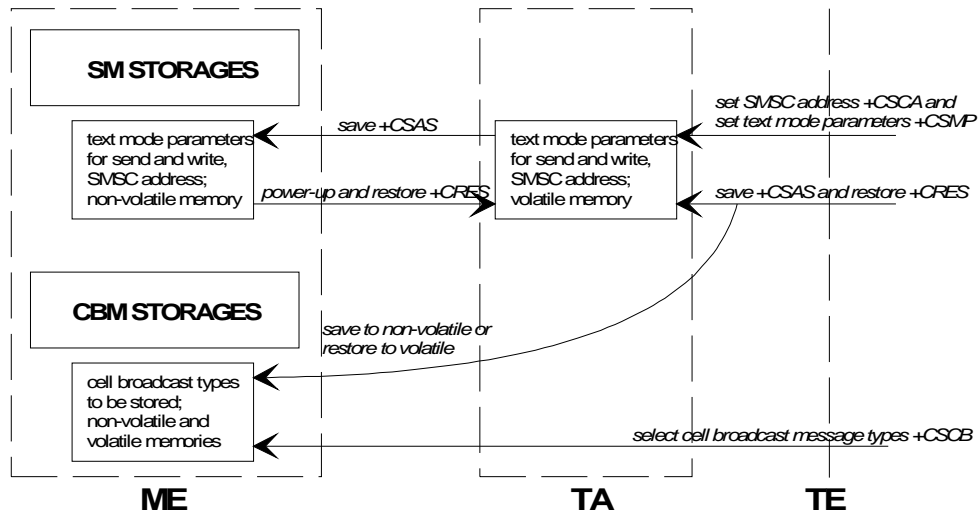 SM STORAGES
set SMSC address +CSCA and
set text mode parameters +CSMP
save +CSAS
text mode parameters
for send and write,
SMSC address;
non-volatile memory
text mode parameters
for send and write,
SMSC address;
volatile memory
power-up and restore +CRES
save +CSAS and restore +CRES
CBM STORAGES
save to non-volatile or
restore to volatile
cell broadcast types
to be stored;
non-volatile and
volatile memories
select cell broadcast message types +CSCB
ME
TA
TE